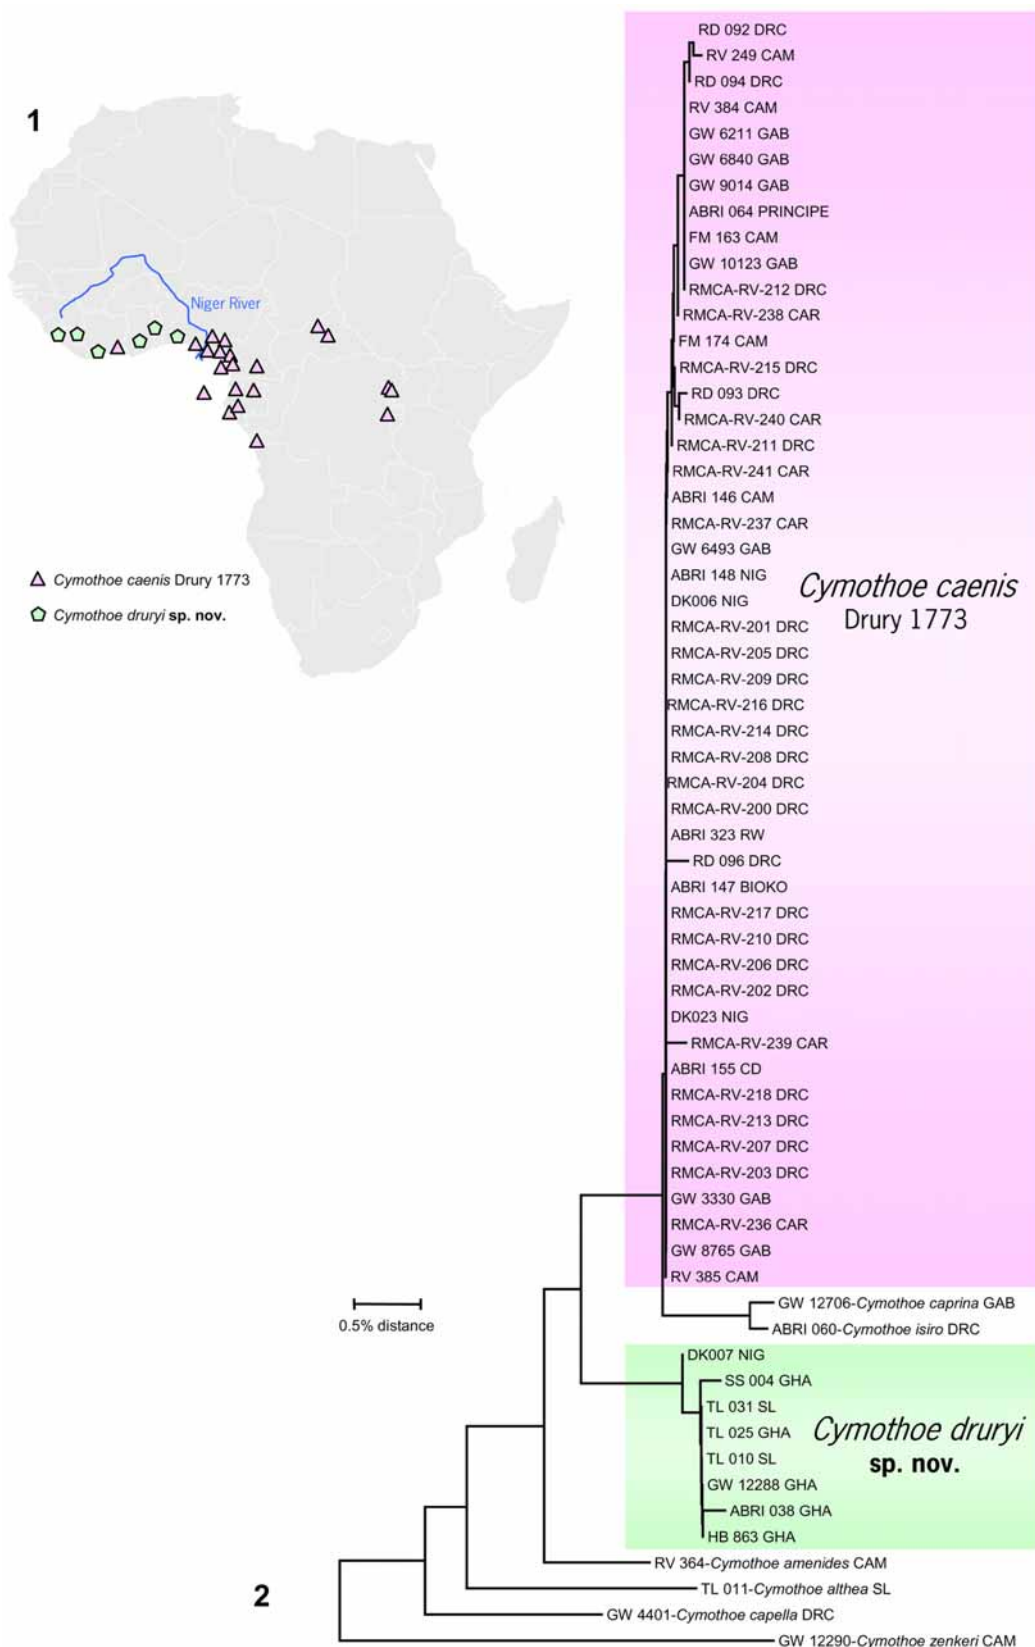 1
Niger River
Cymothoe caenis Drury 1773
Cymothoe druryi sp. nov.
RD 092 DRC
RV 249 CAM
RD 094 DRC
RV 384 CAM
GW 6211 GAB
GW 6840 GAB
GW 9014 GAB
ABRI 064 PRINCIPE
FM 163 CAM
GW 10123 GAB
RMCA-RV-212 DRC
RMCA-RV-238 CAR
FM 174 CAM
RMCA-RV-215 DRC
RD 093 DRC
RMCA-RV-240 CAR
RMCA-RV-211 DRC
RMCA-RV-241 CAR
ABRI 146 CAM
RMCA-RV-237 CAR
GW 6493 GAB
ABRI 148 NIG
DK006 NIG
RMCA-RV-201 DRC
RMCA-RV-205 DRC
RMCA-RV-209 DRC
RMCA-RV-216 DRC
RMCA-RV-214 DRC
RMCA-RV-208 DRC
RMCA-RV-204 DRC
RMCA-RV-200 DRC
ABRI 323 RW
RD 096 DRC
ABRI 147 BIOKO
RMCA-RV-217 DRC
RMCA-RV-210 DRC
RMCA-RV-206 DRC
RMCA-RV-202 DRC
DK023 NIG
RMCA-RV-239 CAR
ABRI 155 CD
RMCA-RV-218 DRC
RMCA-RV-213 DRC
RMCA-RV-207 DRC
RMCA-RV-203 DRC
GW 3330 GAB
RMCA-RV-236 CAR
GW 8765 GAB
RV 385 CAM
Cymothoe caenis
Drury 1773
GW 12706-Cymothoe caprina GAB
ABRI 060-Cymothoe isiro DRC
0.5% distance
DK007 NIG
SS 004 GHA
TL 031 SL
TL 025 GHA
TL 010 SL
GW 12288 GHA
ABRI 038 GHA
HB 863 GHA
Cymothoe druryi
sp. nov.
RV 364-Cymothoe amenides CAM
TL 011-Cymothoe althea SL
GW 4401-Cymothoe capella DRC
GW 12290-Cymothoe zenkeri CAM
2